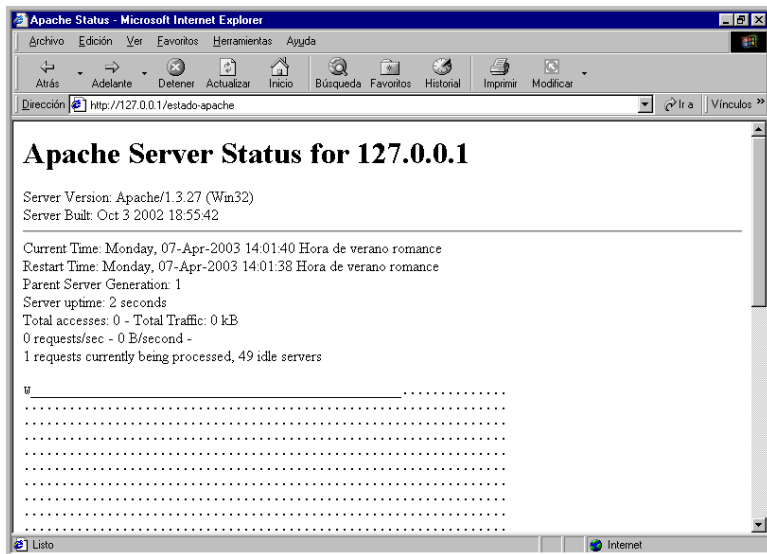 Apache Status - Microsoft Internet Explorer
Archivo Edición Ver Favoritos Herramientas Ayuda
Atrás Adelante Detener Actualizar Inicio Búsqueda Favoritos Historial Imprimir Modificar
Dirección http://127.0.0.1/estado-apache Ir a Vínculos »
Apache Server Status for 127.0.0.1
Server Version: Apache/1.3.27 (Win32)
Server Built: Oct 3 2002 18:55:42
Current Time: Monday, 07-Apr-2003 14:01:40 Hora de verano romance
Restart Time: Monday, 07-Apr-2003 14:01:38 Hora de verano romance
Parent Server Generation: 1
Server uptime: 2 seconds
Total accesses: 0 - Total Traffic: 0 kB
0 requests/sec - 0 B/second -
1 requests currently being processed, 49 idle servers
W_________________________________________________..............
................................................................
................................................................
................................................................
................................................................
................................................................
................................................................
................................................................
................................................................
................................................................
Listo Internet